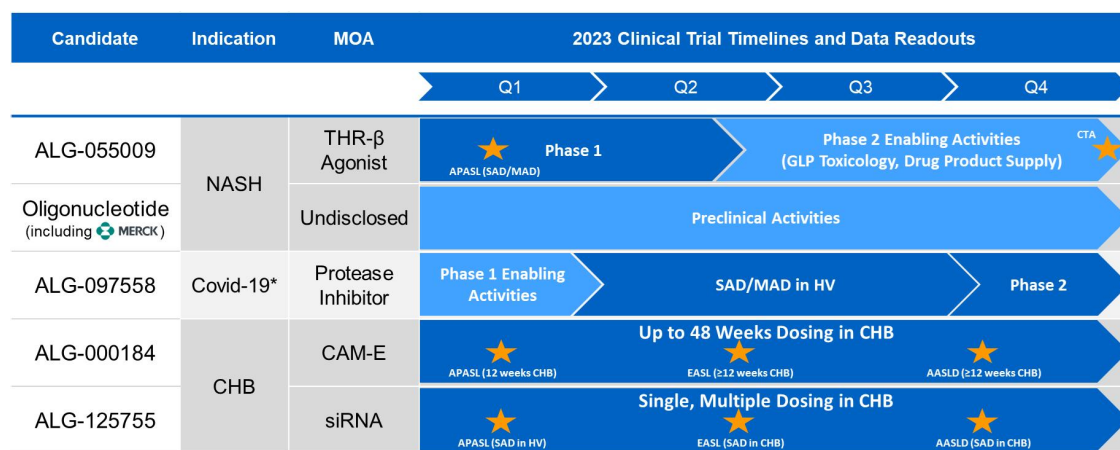 Candidate Indication MOA 2023 Clinical Trial Timelines and Data Readouts
Q1 Q2 Q3 Q4
ALG-055009
NASH
THR-β
Agonist
Phase 1
APASL (SAD/MAD)
Phase 2 Enabling Activities
(GLP Toxicology, Drug Product Supply)
CTA
Oligonucleotide
(including MERCK)
Undisclosed
Preclinical Activities
ALG-097558
Covid-19*
Protease
Inhibitor
Phase 1 Enabling
Activities
SAD/MAD in HV
Phase 2
ALG-000184
CHB
CAM-E
Up to 48 Weeks Dosing in CHB
APASL (12 weeks CHB)
EASL (≥12 weeks CHB)
AASLD (≥12 weeks CHB)
ALG-125755
siRNA
Single, Multiple Dosing in CHB
APASL (SAD in HV)
EASL (SAD in CHB)
AASLD (SAD in CHB)